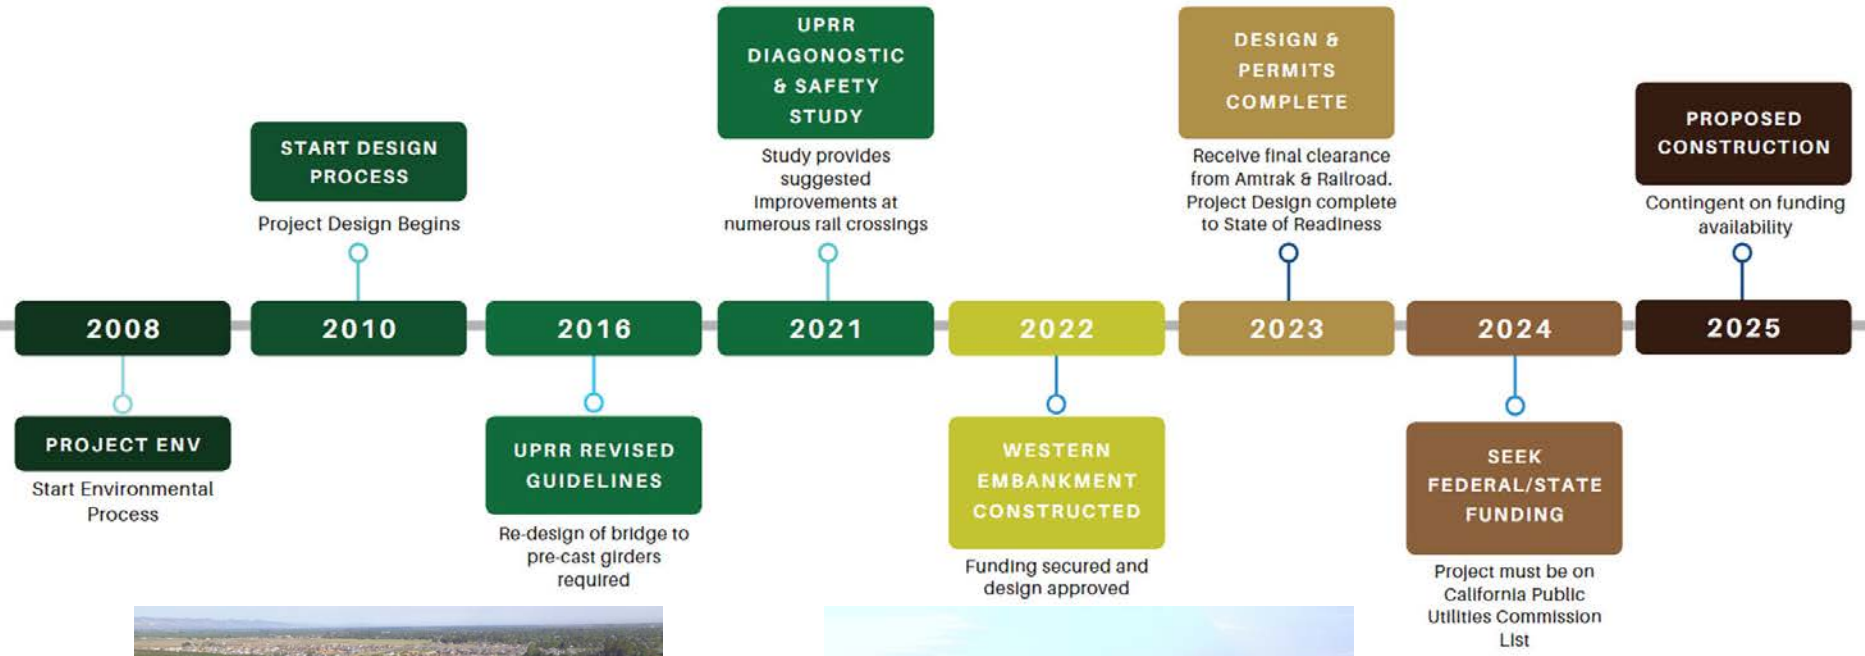 UPRR
DIAGONOSTIC
& SAFETY
STUDY
Study provides
suggested
improvements at
numerous rail crossings
DESIGN &
PERMITS
COMPLETE
Receive final clearance
from Amtrak & Railroad.
Project Design complete
to State of Readiness
PROPOSED
CONSTRUCTION
Contingent on funding
availability
START DESIGN
PROCESS
Project Design Begins
2008
2010
2016
2021
2022
2023
2024
2025
PROJECT ENV
Start Environmental
Process
UPRR REVISED
GUIDELINES
Re-design of bridge to
pre-cast girders
required
WESTERN
EMBANKMENT
CONSTRUCTED
Funding secured and
design approved
SEEK
FEDERAL/STATE
FUNDING
Project must be on
California Public
Utilities Commission
List